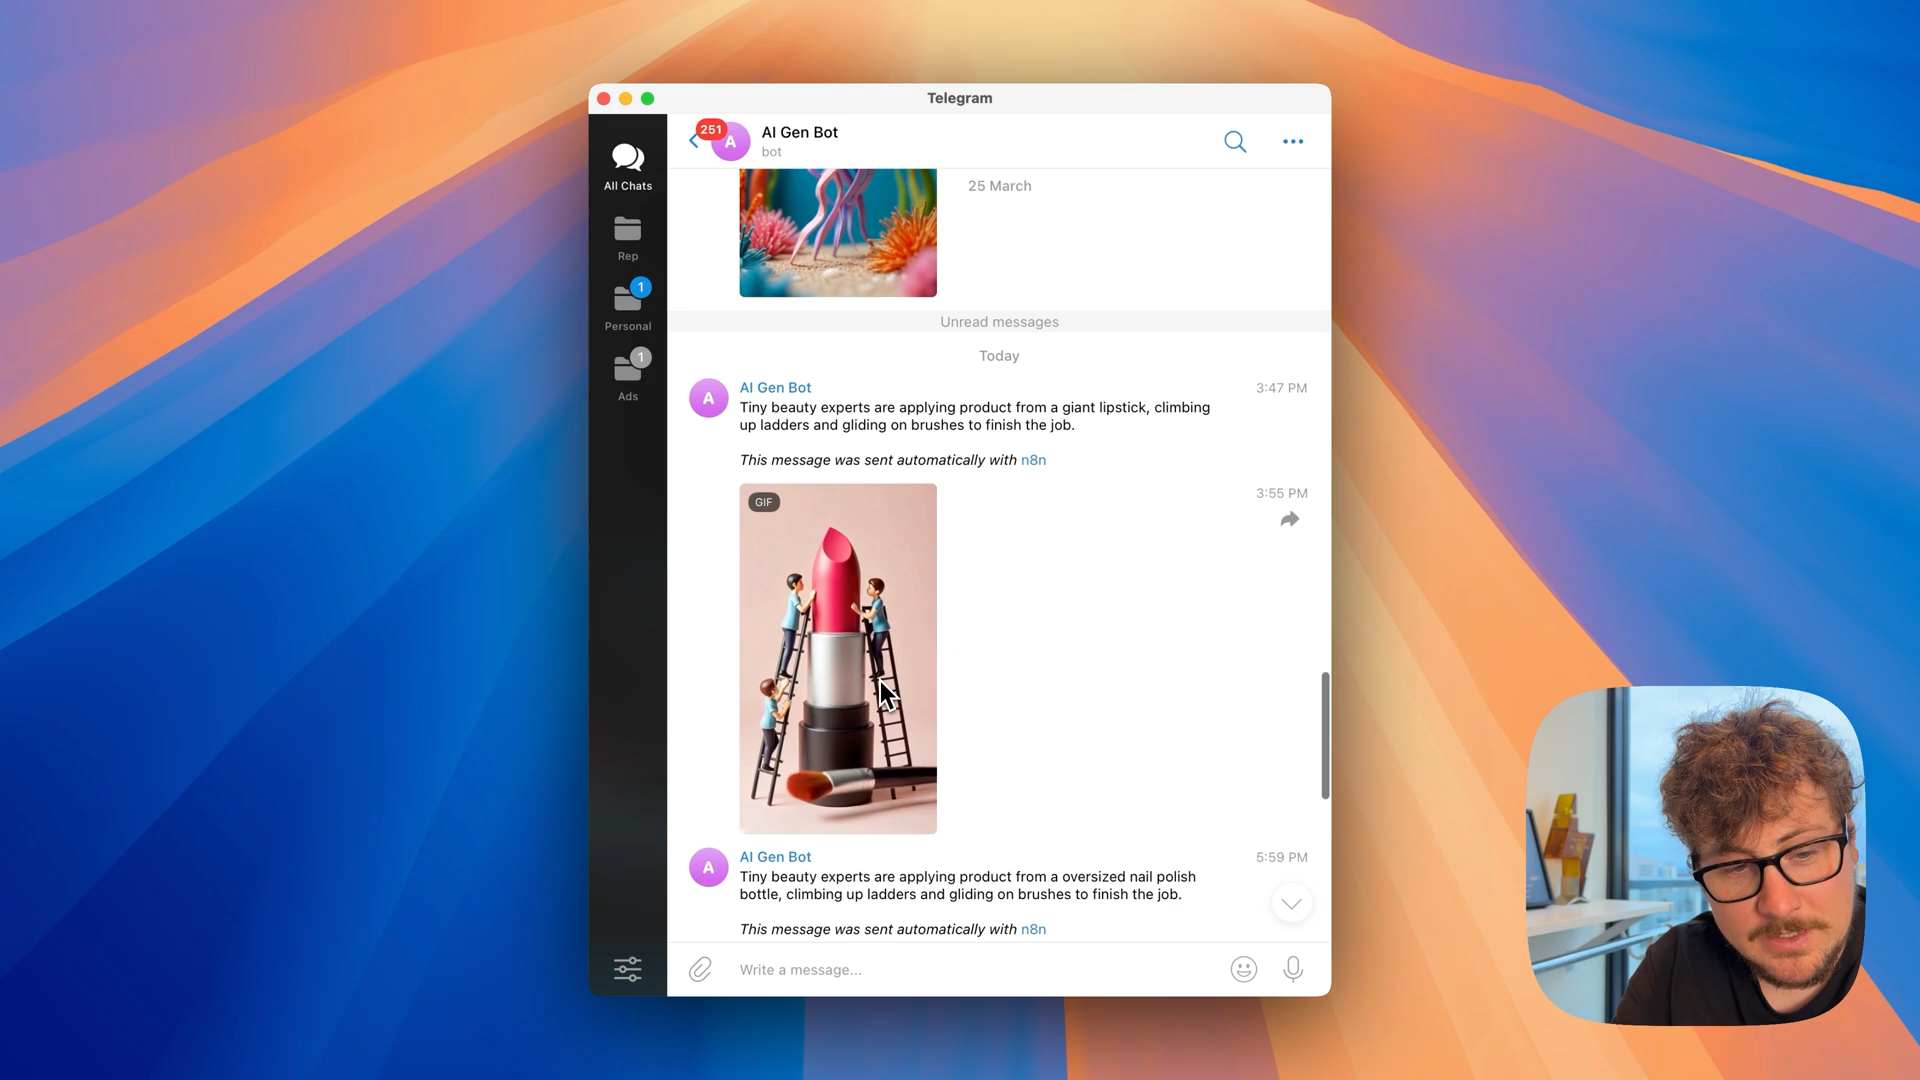 Telegram
251
A
AI Gen Bot
bot
All Chats
Rep
1
Personal
1
Ads
25 March
Unread messages
Today
A
AI Gen Bot
3:47 PM
Tiny beauty experts are applying product from a giant lipstick, climbing
up ladders and gliding on brushes to finish the job.
This message was sent automatically with n8n
GIF
3:55 PM
A
AI Gen Bot
5:59 PM
Tiny beauty experts are applying product from a oversized nail polish
bottle, climbing up ladders and gliding on brushes to finish the job.
This message was sent automatically with n8n
Write a message...